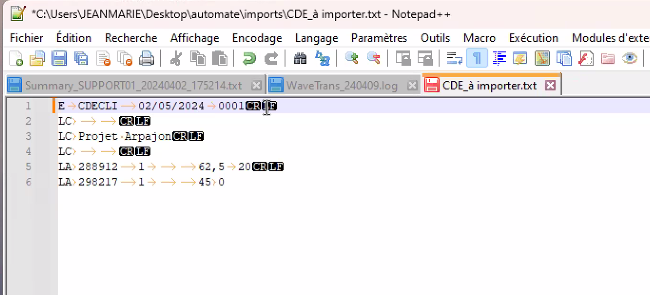 *C:\Users\JEANMARIE\Desktop\automate\imports\CDE_à importer.txt - Notepad++
Fichier Édition Recherche Affichage Encodage Langage Paramètres Outils Macro Exécution Modules d'exte
Summary_SUPPORT01_20240402_175214.txt WaveTrans_240409.log CDE_à importer.txt
1 E→CDECLI→02/05/2024→0001CRLF
2 LC→→→CRLF
3 LC→Projet·ArpajonCRLF
4 LC→→→CRLF
5 LA→288912→1→→→62,5→20CRLF
6 LA→298217→1→→→45→0